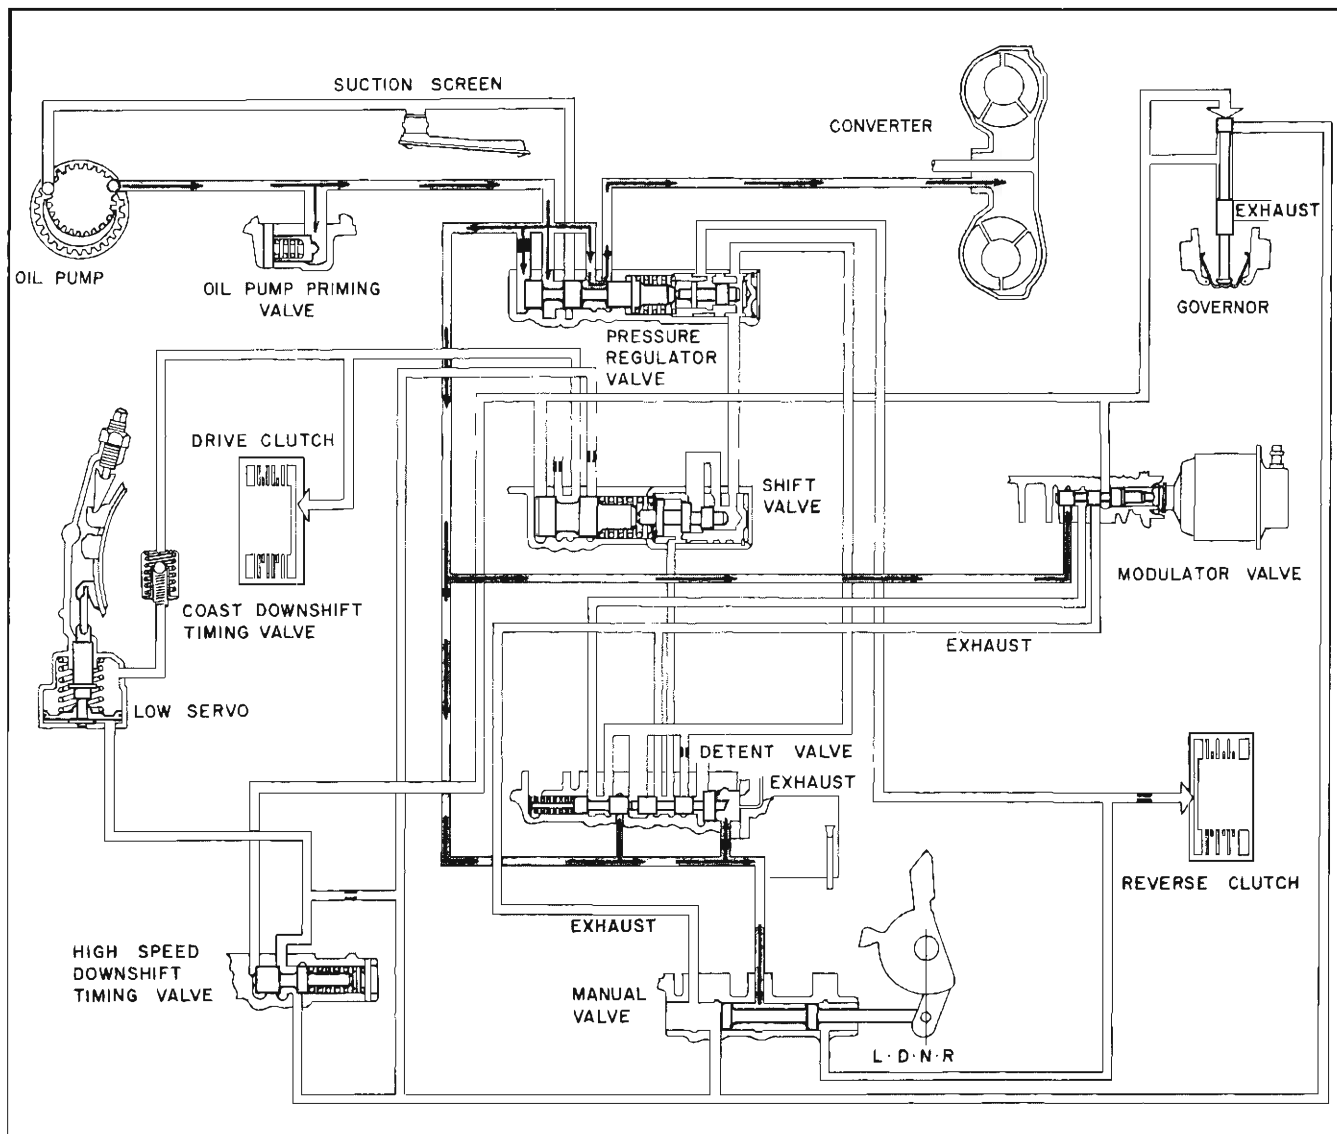 SUCTION SCREEN
CONVERTER
EXHAUST
OIL PUMP
OIL PUMP PRIMING
VALVE
GOVERNOR
PRESSURE
REGULATOR
VALVE
DRIVE CLUTCH
SHIFT
VALVE
MODULATOR VALVE
COAST DOWNSHIFT
TIMING VALVE
EXHAUST
LOW SERVO
DETENT VALVE
EXHAUST
REVERSE CLUTCH
EXHAUST
HIGH SPEED
DOWNSHIFT
TIMING VALVE
MANUAL
VALVE
L·D·N·R